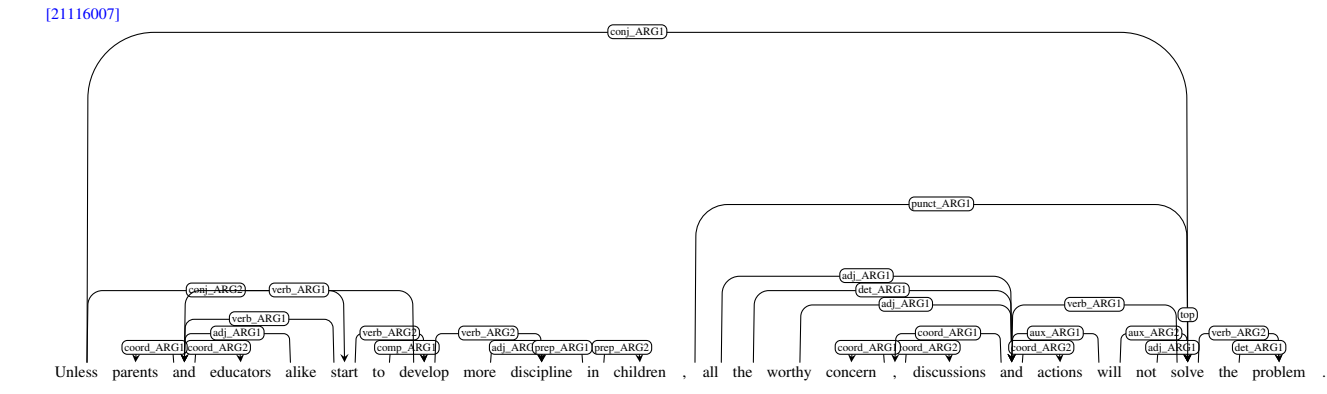 [21116007]
conj_ARG1
punct_ARG1
adj_ARG1
conj_ARG2 verb_ARG1 det_ARG1
adj_ARG1 verb_ARG1
top
verb_ARG1
adj_ARG1 verb_ARG2 verb_ARG2 coord_ARG1 aux_ARG1 aux_ARG2 verb_ARG2
coord_ARG1 coord_ARG2 comp_ARG1 adj_ARG prep_ARG1 prep_ARG2 coord_ARG1 coord_ARG2 coord_ARG2 adj_ARG1 det_ARG1
Unless parents and educators alike start to develop more discipline in children , all the worthy concern , discussions and actions will not solve the problem .